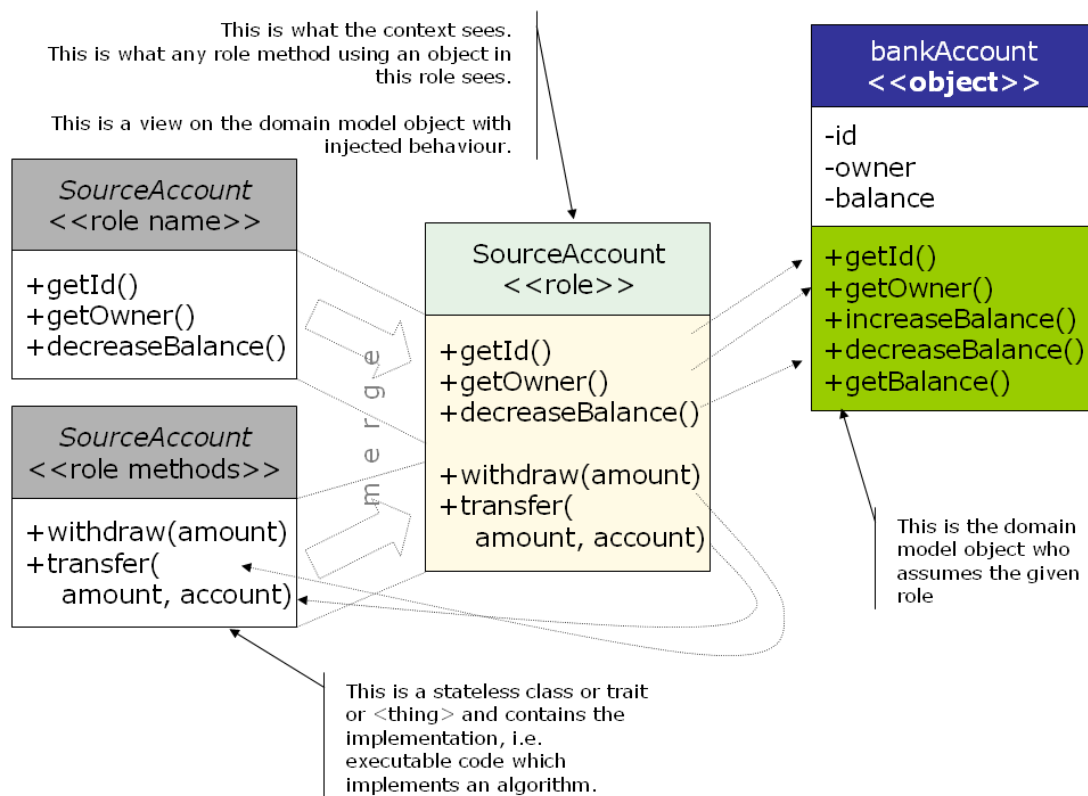 This is what the context sees.
This is what any role method using an object in
this role sees.
This is a view on the domain model object with
injected behaviour.
bankAccount
<<object>>
-id
-owner
-balance
+getId()
+getOwner()
+increaseBalance()
+decreaseBalance()
+getBalance()
SourceAccount
<<role name>>
+getId()
+getOwner()
+decreaseBalance()
merge
SourceAccount
<<role>>
+getId()
+getOwner()
+decreaseBalance()
+withdraw(amount)
+transfer(
amount, account)
SourceAccount
<<role methods>>
+withdraw(amount)
+transfer(
amount, account)
This is the domain
model object who
assumes the given
role
This is a stateless class or trait
or <thing> and contains the
implementation, i.e.
executable code which
implements an algorithm.